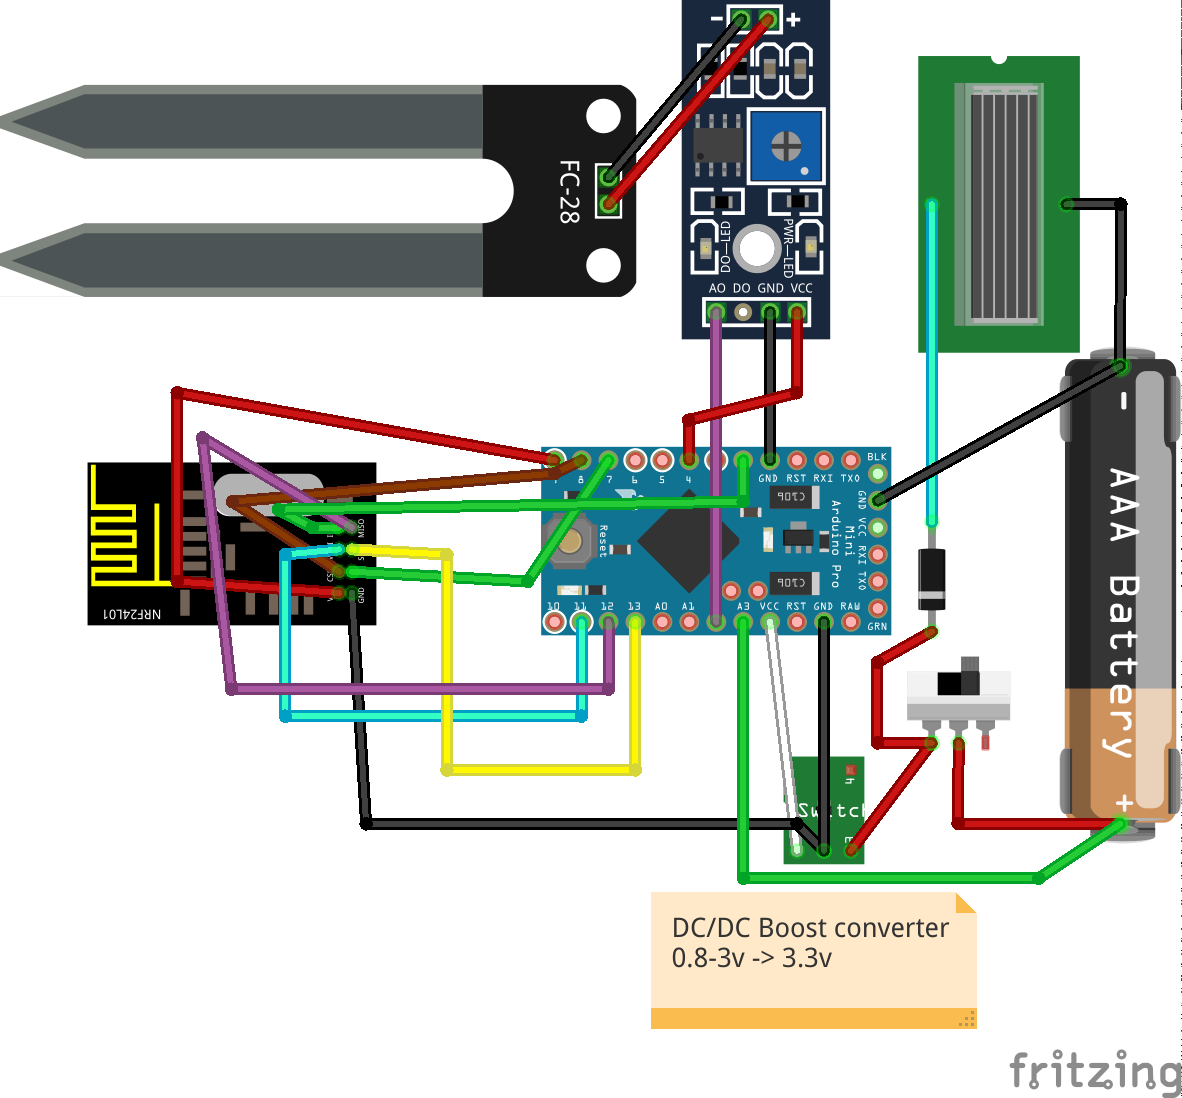 - +
FC-28
DO-LED
PWR-LED
AO DO GND VCC
8 7 6 5 4 GND RST RXI TXO
BLK
GND
VCC
RXI
TXO
GRN
Reset
Arduino Pro
Mini
C106
C106
10 11 12 13 A0 A1 A3 VCC RST GND RAW
MISO
GND
NRF24L01
-
AAA Battery
+
Switch
DC/DC Boost converter
0.8-3v -> 3.3v
fritzing